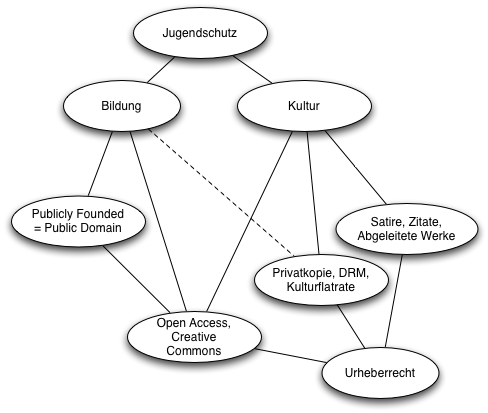 Jugendschutz
Bildung
Kultur
Publicly Founded
= Public Domain
Satire, Zitate,
Abgeleitete Werke
Privatkopie, DRM,
Kulturflatrate
Open Access,
Creative
Commons
Urheberrecht